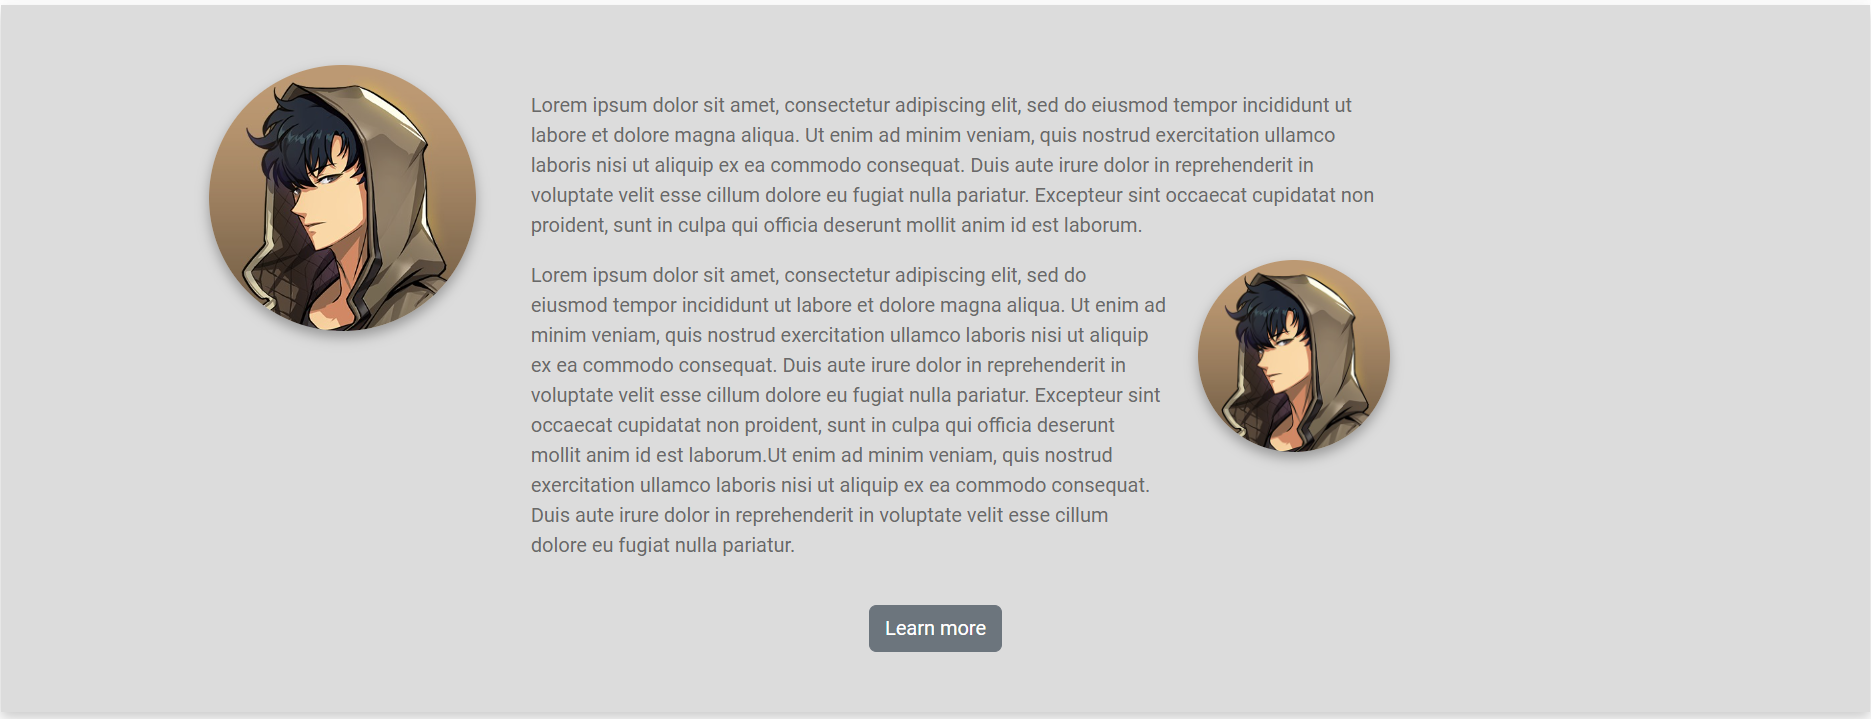 Lorem ipsum dolor sit amet, consectetur adipiscing elit, sed do eiusmod tempor incididunt ut
labore et dolore magna aliqua. Ut enim ad minim veniam, quis nostrud exercitation ullamco
laboris nisi ut aliquip ex ea commodo consequat. Duis aute irure dolor in reprehenderit in
voluptate velit esse cillum dolore eu fugiat nulla pariatur. Excepteur sint occaecat cupidatat non
proident, sunt in culpa qui officia deserunt mollit anim id est laborum.
Lorem ipsum dolor sit amet, consectetur adipiscing elit, sed do
eiusmod tempor incididunt ut labore et dolore magna aliqua. Ut enim ad
minim veniam, quis nostrud exercitation ullamco laboris nisi ut aliquip
ex ea commodo consequat. Duis aute irure dolor in reprehenderit in
voluptate velit esse cillum dolore eu fugiat nulla pariatur. Excepteur sint
occaecat cupidatat non proident, sunt in culpa qui officia deserunt
mollit anim id est laborum.Ut enim ad minim veniam, quis nostrud
exercitation ullamco laboris nisi ut aliquip ex ea commodo consequat.
Duis aute irure dolor in reprehenderit in voluptate velit esse cillum
dolore eu fugiat nulla pariatur.
Learn more